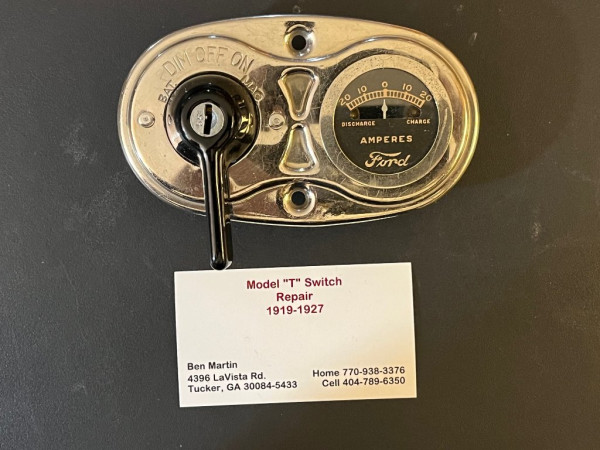 DIM OFF ON
BAT MAG
20 10 0 10 20
DISCHARGE CHARGE
AMPERES
Ford
Model "T" Switch
Repair
1919-1927
Ben Martin
4396 LaVista Rd.
Tucker, GA 30084-5433
Home 770-938-3376
Cell 404-789-6350